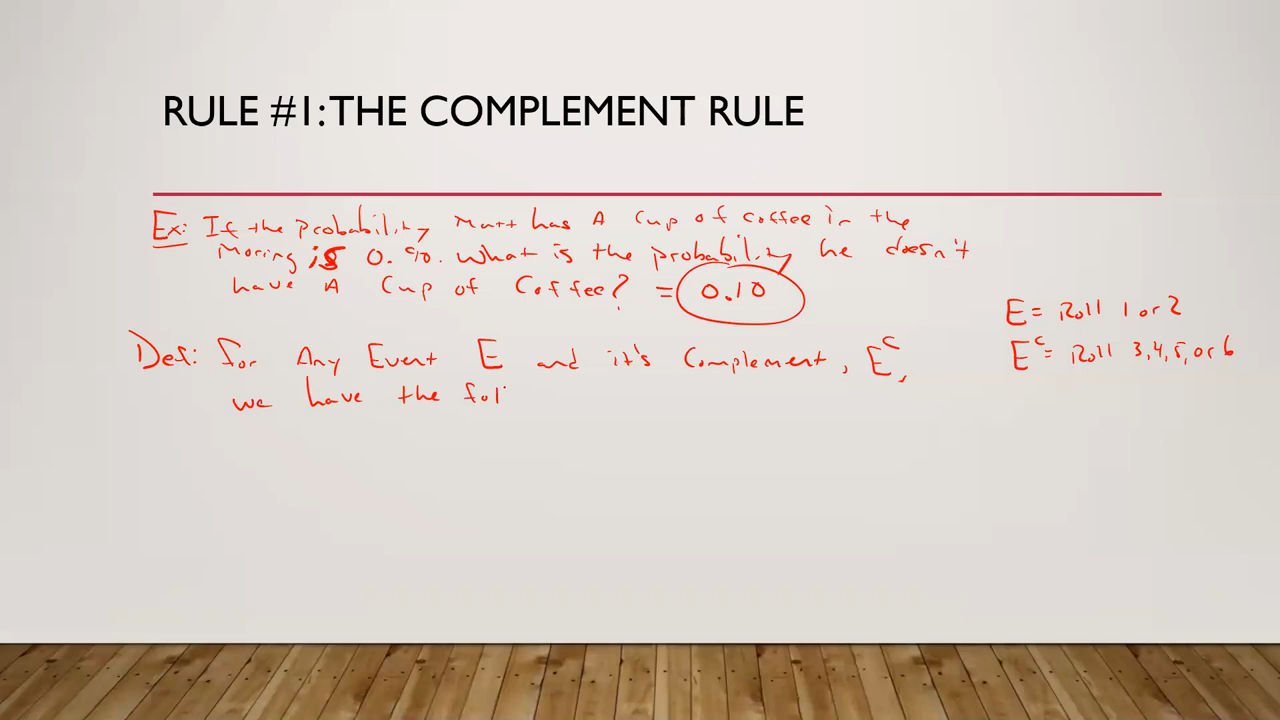 RULE #1: THE COMPLEMENT RULE
Ex: If the probability Matt has A Cup of coffee in the
Moring is 0.90. What is the probability he doesn't
have A Cup of Coffee? = 0.10
E = Roll 1 or 2
E^c = Roll 3,4,5, or 6
Def: for Any Event E and it's Complement, E^c,
we have the fol